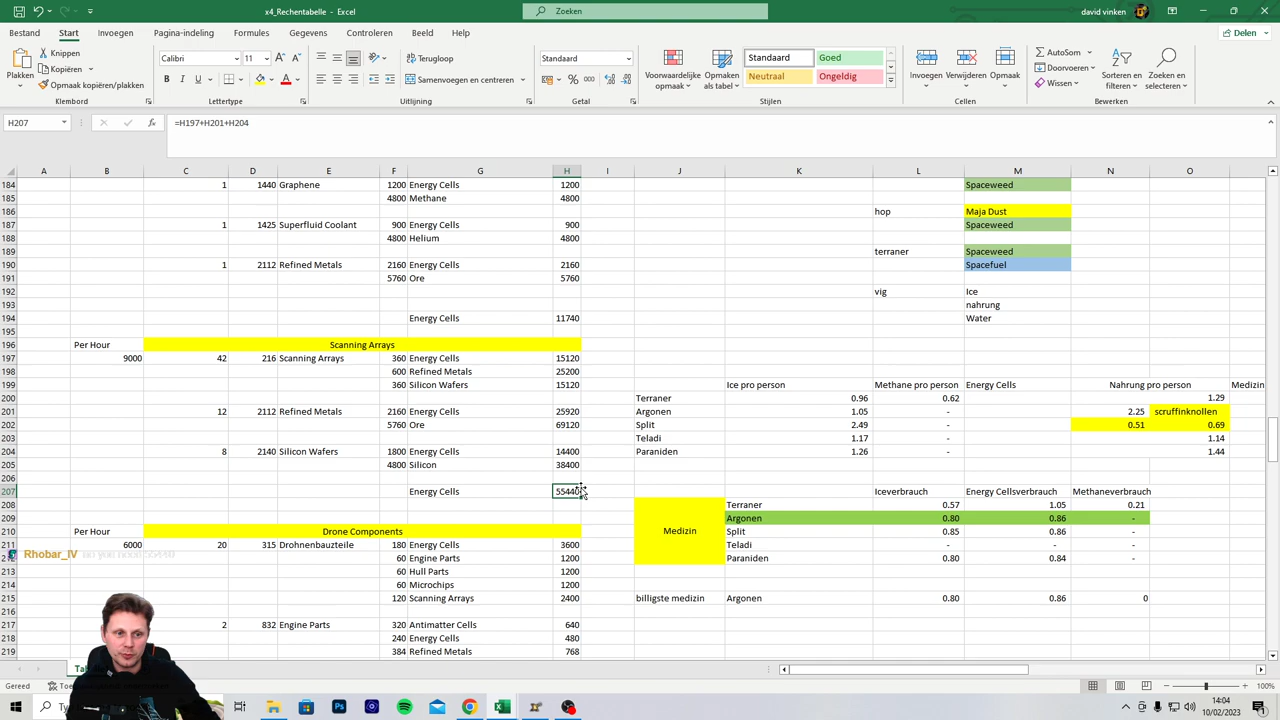 x4_Rechentabelle - Excel
Zoeken
david vinken
Bestand Start Invoegen Pagina-indeling Formules Gegevens Controleren Beeld Help
Delen
Plakken
Knippen
Kopiëren
Opmaak kopiëren/plakken
Klembord
Calibri 11
Lettertype
Terugloop
Samenvoegen en centreren
Uitlijning
Standaard
Getal
Voorwaardelijke opmaak
Opmaken als tabel
Standaard Goed
Neutraal Ongeldig
Stijlen
Invoegen Verwijderen Opmaak
Cellen
AutoSom
Doorvoeren
Wissen
Sorteren en filteren
Zoeken en selecteren
Bewerken
H207 =H197+H201+H204
A B C D E F G H I J K L M N O
184 1 1440 Graphene 1200 Energy Cells 1200 Spaceweed
185 4800 Methane 4800
186 hop Maja Dust
187 1 1425 Superfluid Coolant 900 Energy Cells 900 Spaceweed
188 4800 Helium 4800
189 terraner Spaceweed
190 1 2112 Refined Metals 2160 Energy Cells 2160 Spacefuel
191 5760 Ore 5760
192 vig Ice
193 nahrung
194 Energy Cells 11740 Water
195
196 Per Hour Scanning Arrays
197 9000 42 216 Scanning Arrays 360 Energy Cells 15120
198 600 Refined Metals 25200
199 360 Silicon Wafers 15120 Ice pro person Methane pro person Energy Cells Nahrung pro person Medizin
200 Terraner 0.96 0.62 1.29
201 12 2112 Refined Metals 2160 Energy Cells 25920 Argonen 1.05 - 2.25 scruffinknollen
202 5760 Ore 69120 Split 2.49 - 0.51 0.69
203 Teladi 1.17 - 1.14
204 8 2140 Silicon Wafers 1800 Energy Cells 14400 Paraniden 1.26 - 1.44
205 4800 Silicon 38400
206
207 Energy Cells 55440 Iceverbrauch Energy Cellsverbrauch Methaneverbrauch
208 Terraner 0.57 1.05 0.21
209 Argonen 0.80 0.86 -
210 Per Hour Drone Components Medizin Split 0.85 0.86 -
211 6000 20 315 Drohnenbauzteile 180 Energy Cells 3600 Teladi - - -
60 Engine Parts 1200 Paraniden 0.80 0.84 -
213 60 Hull Parts 1200
214 60 Microchips 1200
215 120 Scanning Arrays 2400 billigste medizin Argonen 0.80 0.86 0
216
217 2 832 Engine Parts 320 Antimatter Cells 640
218 240 Energy Cells 480
219 384 Refined Metals 768
Rhobar_IV
Gereed
100%
14:04
10/02/2023